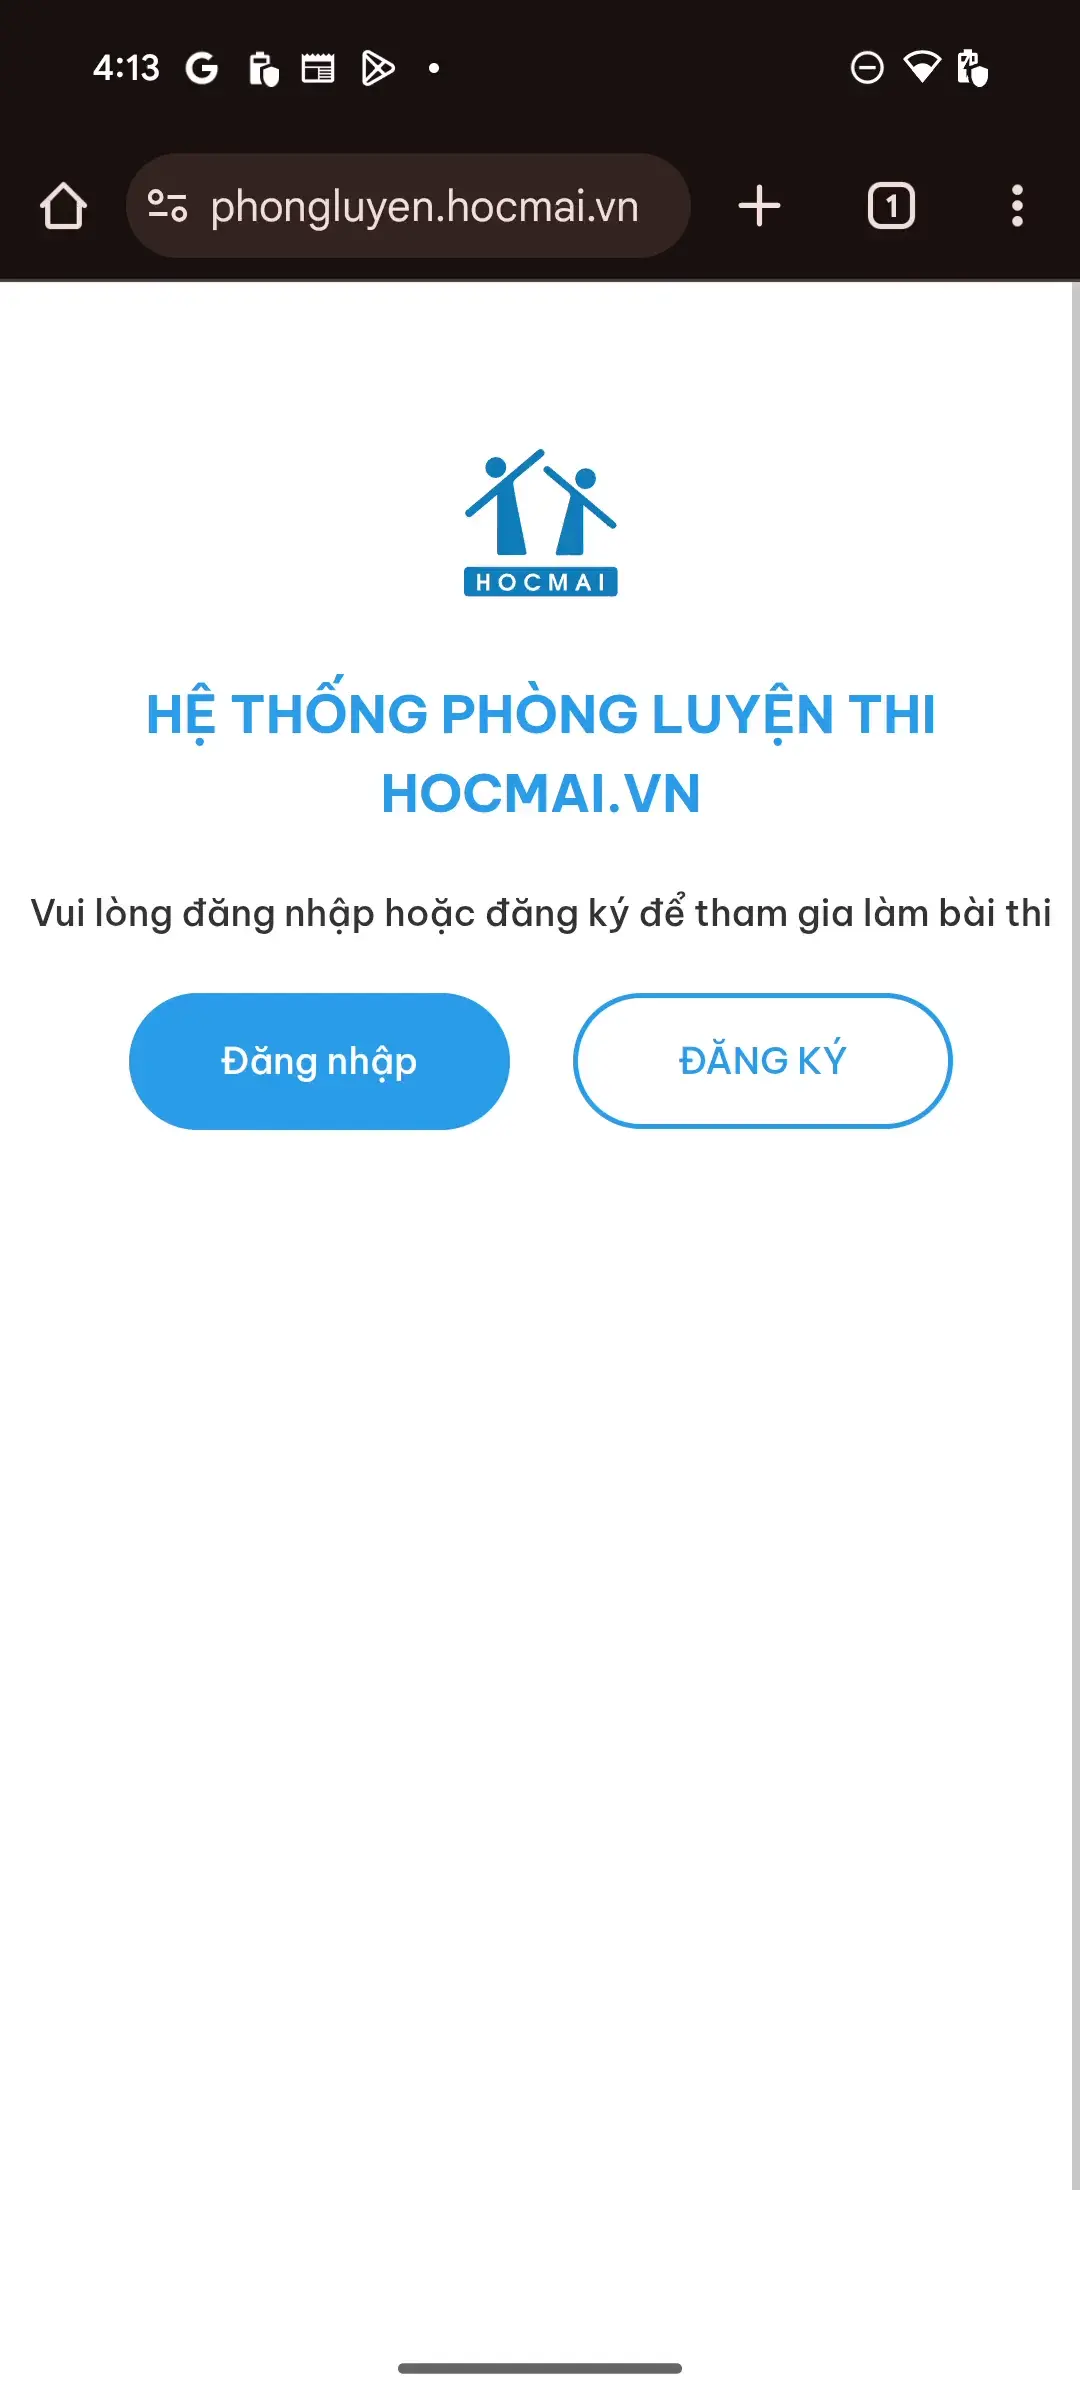 4:13
phongluyen.hocmai.vn
1
HOCMAI
HỆ THỐNG PHÒNG LUYỆN THI
HOCMAI.VN
Vui lòng đăng nhập hoặc đăng ký để tham gia làm bài thi
Đăng nhập
ĐĂNG KÝ